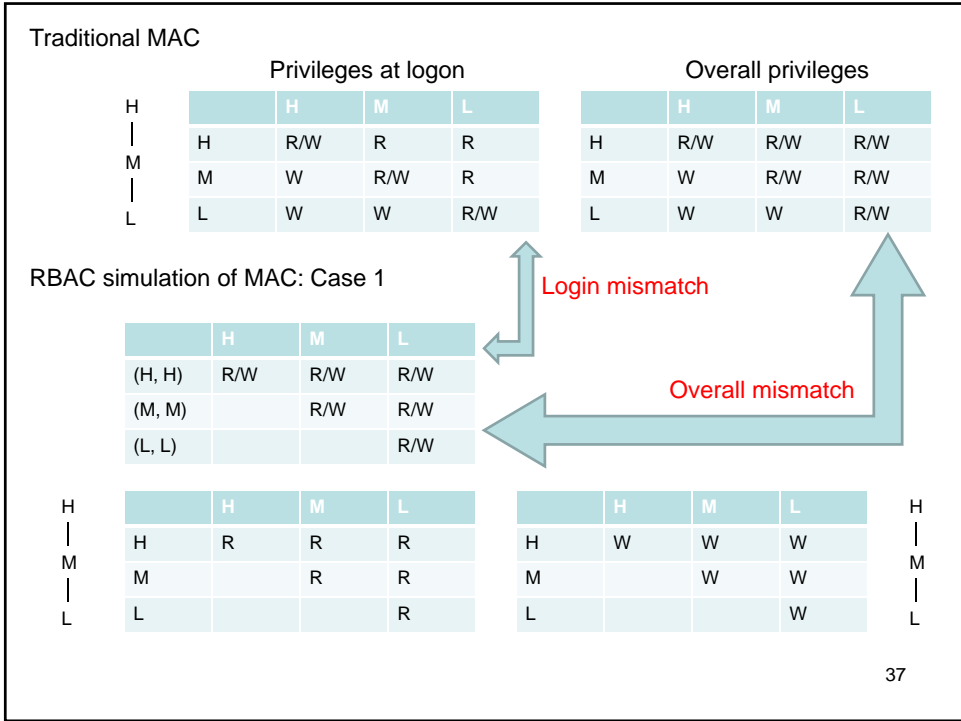 Traditional MAC
Privileges at logon
H
M
L
H M L
H R/W R R
M W R/W R
L W W R/W
Overall privileges
H M L
H R/W R/W R/W
M W R/W R/W
L W W R/W
RBAC simulation of MAC: Case 1
Login mismatch
H M L
(H, H) R/W R/W R/W
(M, M) R/W R/W
(L, L) R/W
Overall mismatch
H
M
L
H M L
H R R R
M R R
L R
H M L
H W W W
M W W
L W
H
M
L
37